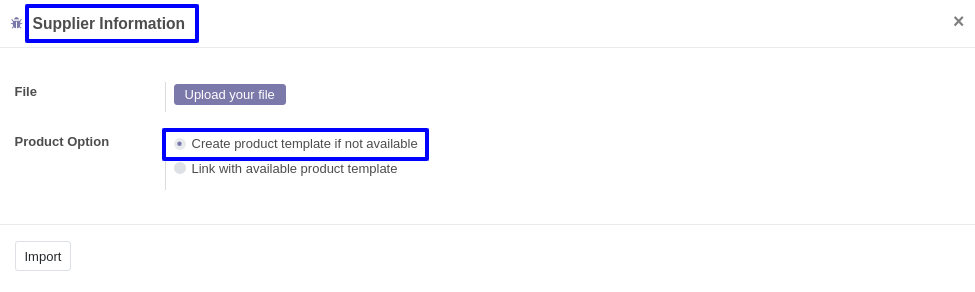 Supplier Information
×
File
Upload your file
Product Option
Create product template if not available
Link with available product template
Import